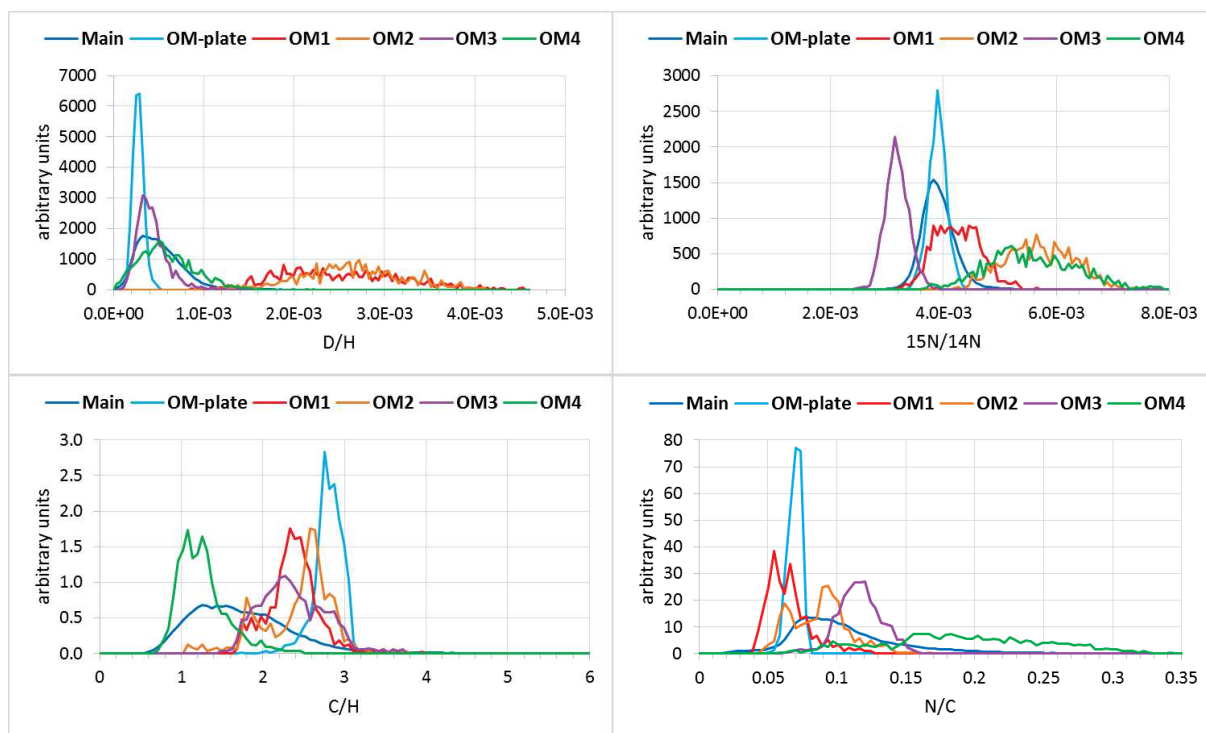 Main OM-plate OM1 OM2 OM3 OM4
7000
6000
5000
4000
3000
2000
1000
0
arbitrary units
0.0E+00 1.0E-03 2.0E-03 3.0E-03 4.0E-03 5.0E-03
D/H
Main OM-plate OM1 OM2 OM3 OM4
3000
2500
2000
1500
1000
500
0
arbitrary units
0.0E+00 2.0E-03 4.0E-03 6.0E-03 8.0E-03
15N/14N
Main OM-plate OM1 OM2 OM3 OM4
3.0
2.5
2.0
1.5
1.0
0.5
0.0
arbitrary units
0 1 2 3 4 5 6
C/H
Main OM-plate OM1 OM2 OM3 OM4
80
70
60
50
40
30
20
10
0
arbitrary units
0 0.05 0.1 0.15 0.2 0.25 0.3 0.35
N/C